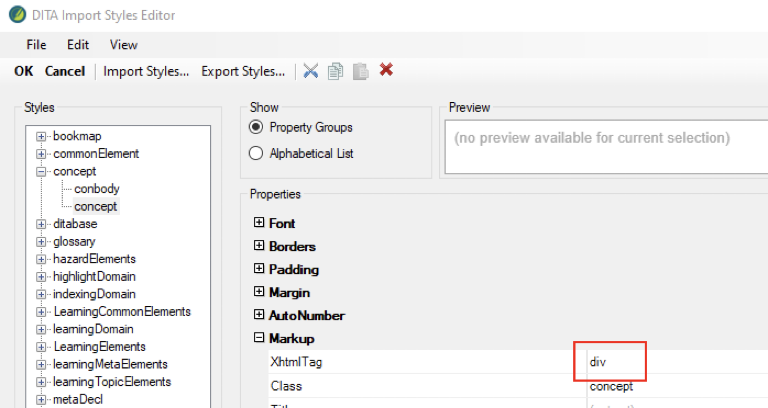 DITA Import Styles Editor
File Edit View
OK Cancel Import Styles... Export Styles...
Styles
bookmap
commonElement
concept
conbody
concept
ditabase
glossary
hazardElements
highlightDomain
indexingDomain
LearningCommonElements
learningDomain
LearningElements
learningMetaElements
learningTopicElements
metaDecl
Show
Property Groups
Alphabetical List
Preview
(no preview available for current selection)
Properties
Font
Borders
Padding
Margin
AutoNumber
Markup
XhtmlTag div
Class concept